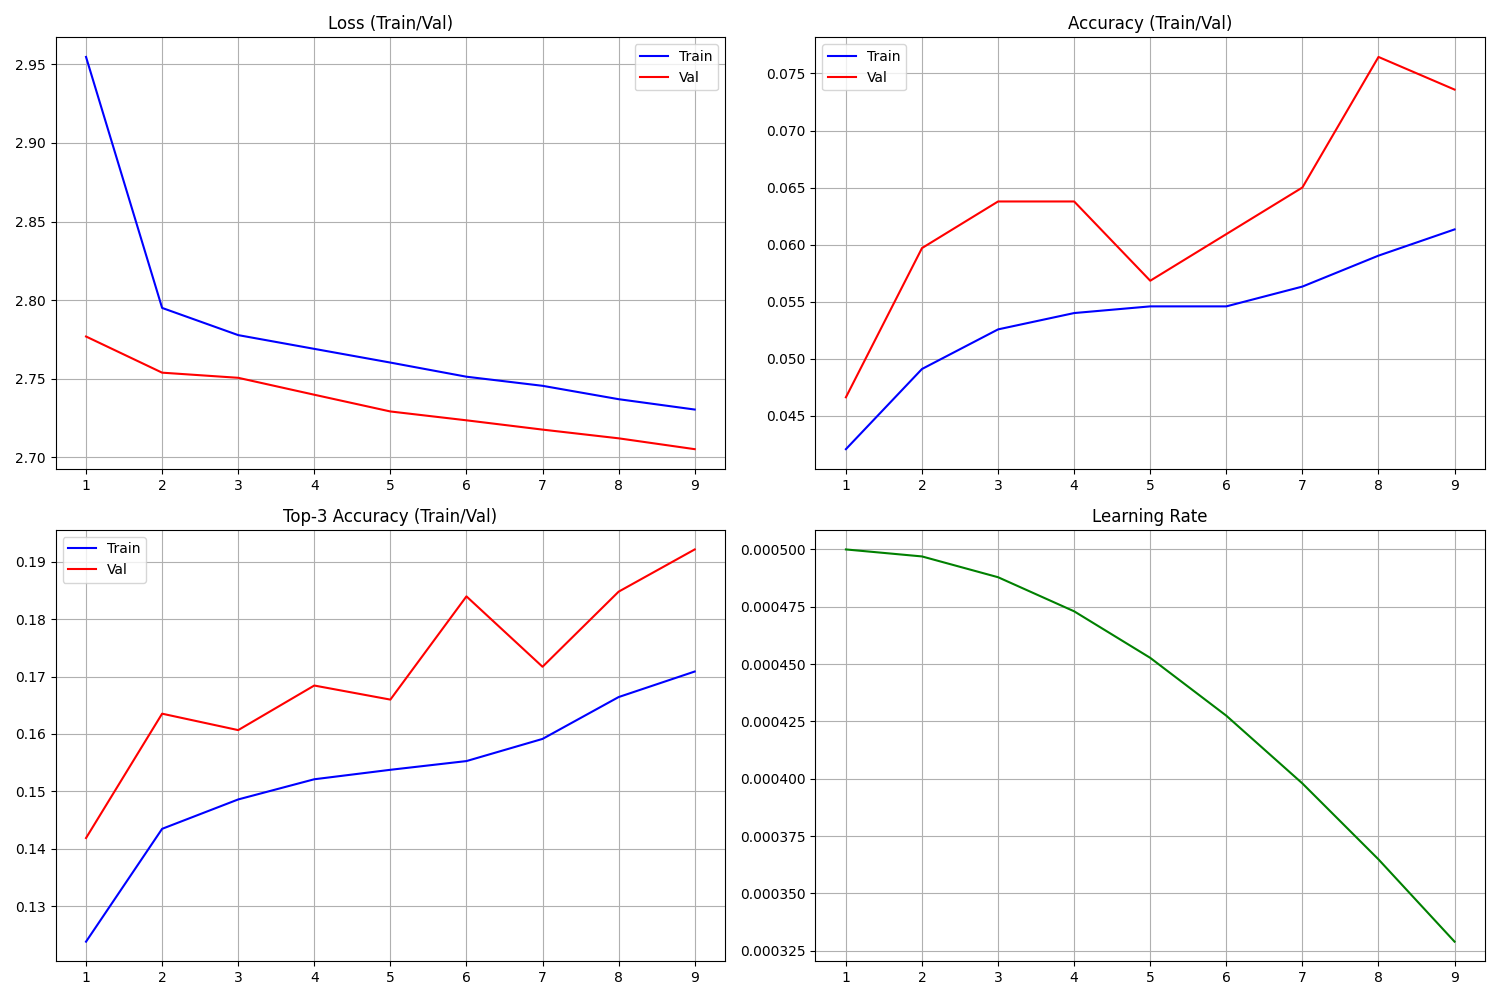 Loss (Train/Val)
Train
Val
2.95
2.90
2.85
2.80
2.75
2.70
1 2 3 4 5 6 7 8 9
Accuracy (Train/Val)
Train
Val
0.075
0.070
0.065
0.060
0.055
0.050
0.045
1 2 3 4 5 6 7 8 9
Top-3 Accuracy (Train/Val)
Train
Val
0.19
0.18
0.17
0.16
0.15
0.14
0.13
1 2 3 4 5 6 7 8 9
Learning Rate
0.000500
0.000475
0.000450
0.000425
0.000400
0.000375
0.000350
0.000325
1 2 3 4 5 6 7 8 9